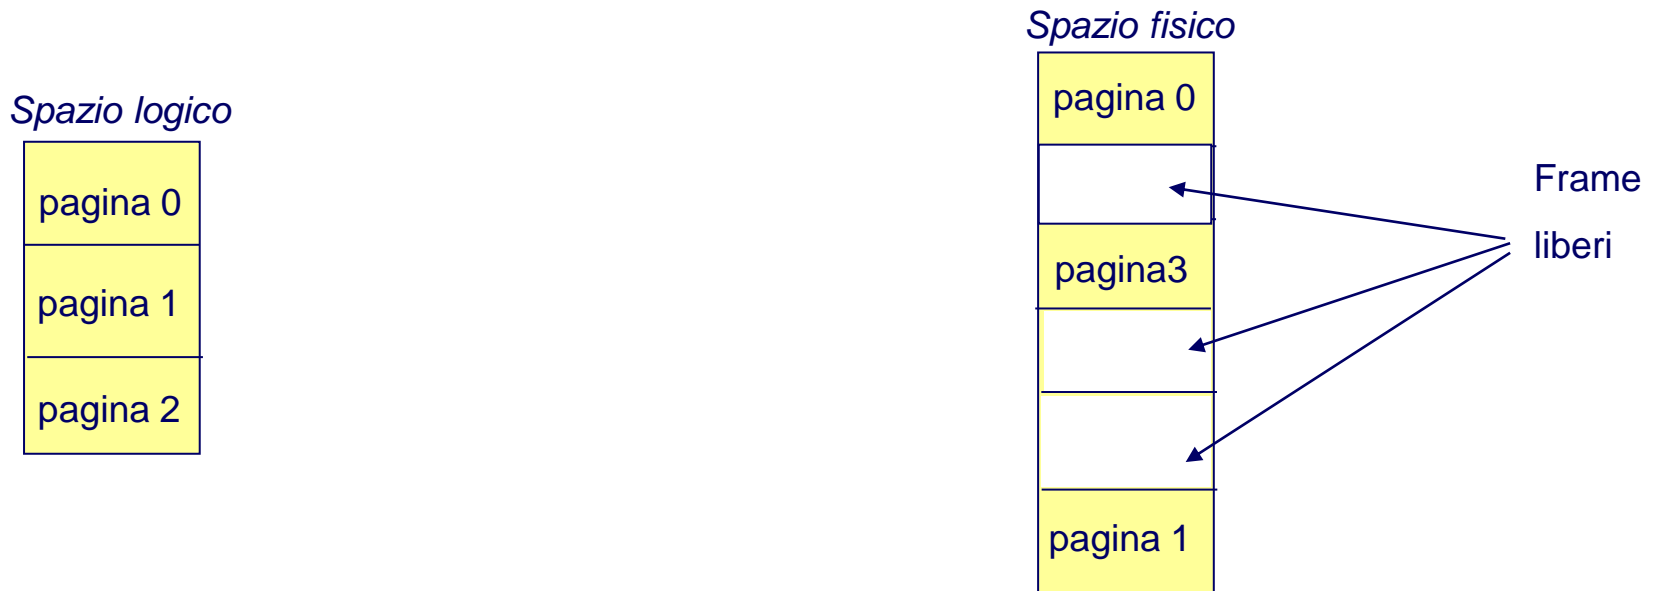 Spazio logico
pagina 0
pagina 1
pagina 2
Spazio fisico
pagina 0
pagina3
pagina 1
Frame
liberi